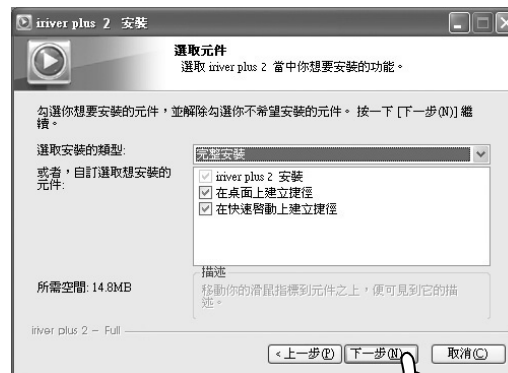 iriver plus 2 安裝
選取元件
選取 iriver plus 2 當中你想要安裝的功能。
勾選你想要安裝的元件，並解除勾選你不希望安裝的元件。 按一下 [下一步(N)] 繼
續。
選取安裝的類型:
完整安裝
或者，自訂選取想安裝的
元件:
iriver plus 2 安裝
在桌面上建立捷徑
在快速啓動上建立捷徑
所需空間: 14.8MB
描述
移動你的滑鼠指標到元件之上，便可見到它的描
述。
iriver plus 2 – Full
<上一步(P) 下一步(N) 取消(C)